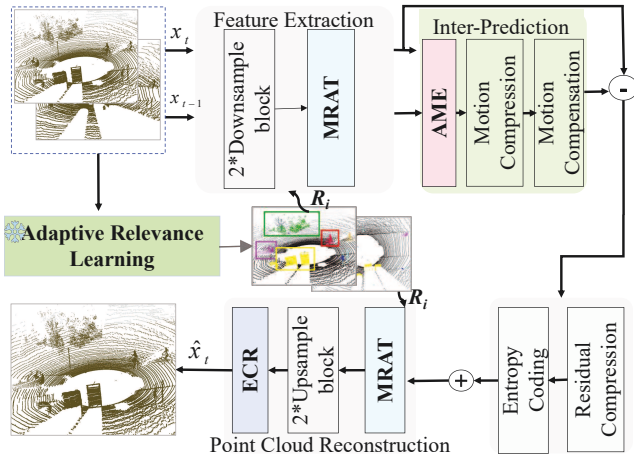 Feature Extraction
Inter-Prediction
x_t
x_{t-1}
2*Downsample
block
MRAT
AME
Motion
Compression
Motion
Compensation
-
R_i
Adaptive Relevance
Learning
R_i
x̂_t
ECR
2*Upsample
block
MRAT
+
Entropy
Coding
Residual
Compression
Point Cloud Reconstruction